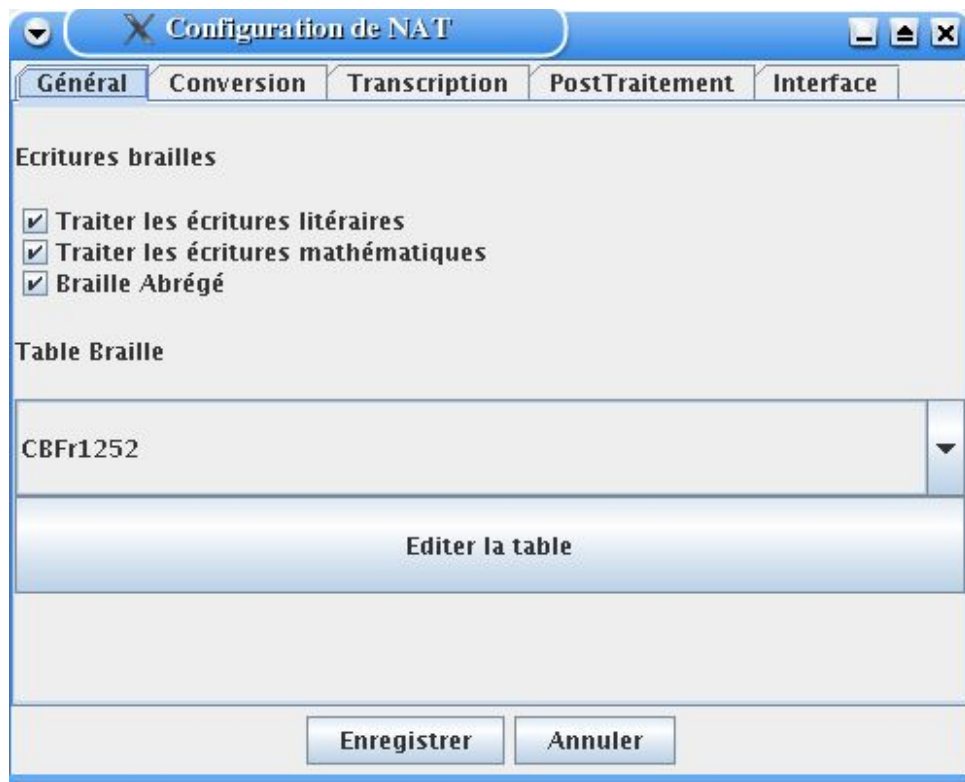 Configuration de NAT
Général Conversion Transcription PostTraitement Interface
Ecritures brailles
Traiter les écritures litéraires
Traiter les écritures mathématiques
Braille Abrégé
Table Braille
CBFr1252
Editer la table
Enregistrer Annuler